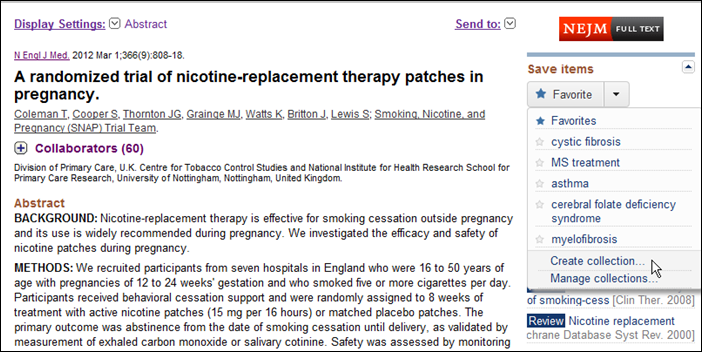 Display Settings: Abstract
Send to:
N Engl J Med. 2012 Mar 1;366(9):808-18.
A randomized trial of nicotine-replacement therapy patches in
pregnancy.
Coleman T, Cooper S, Thornton JG, Grainge MJ, Watts K, Britton J, Lewis S; Smoking, Nicotine, and
Pregnancy (SNAP) Trial Team.
Collaborators (60)
Division of Primary Care, U.K. Centre for Tobacco Control Studies and National Institute for Health Research School for
Primary Care Research, University of Nottingham, Nottingham, United Kingdom.
Abstract
BACKGROUND: Nicotine-replacement therapy is effective for smoking cessation outside pregnancy
and its use is widely recommended during pregnancy. We investigated the efficacy and safety of
nicotine patches during pregnancy.
METHODS: We recruited participants from seven hospitals in England who were 16 to 50 years of
age with pregnancies of 12 to 24 weeks' gestation and who smoked five or more cigarettes per day.
Participants received behavioral cessation support and were randomly assigned to 8 weeks of
treatment with active nicotine patches (15 mg per 16 hours) or matched placebo patches. The
primary outcome was abstinence from the date of smoking cessation until delivery, as validated by
measurement of exhaled carbon monoxide or salivary cotinine. Safety was assessed by monitoring
NEJM FULL TEXT
Save items
Favorite
Favorites
cystic fibrosis
MS treatment
asthma
cerebral folate deficiency
syndrome
myelofibrosis
Create collection...
Manage collections...
of smoking-cess [Clin Ther. 2008]
Review Nicotine replacement
chrane Database Syst Rev. 2000]